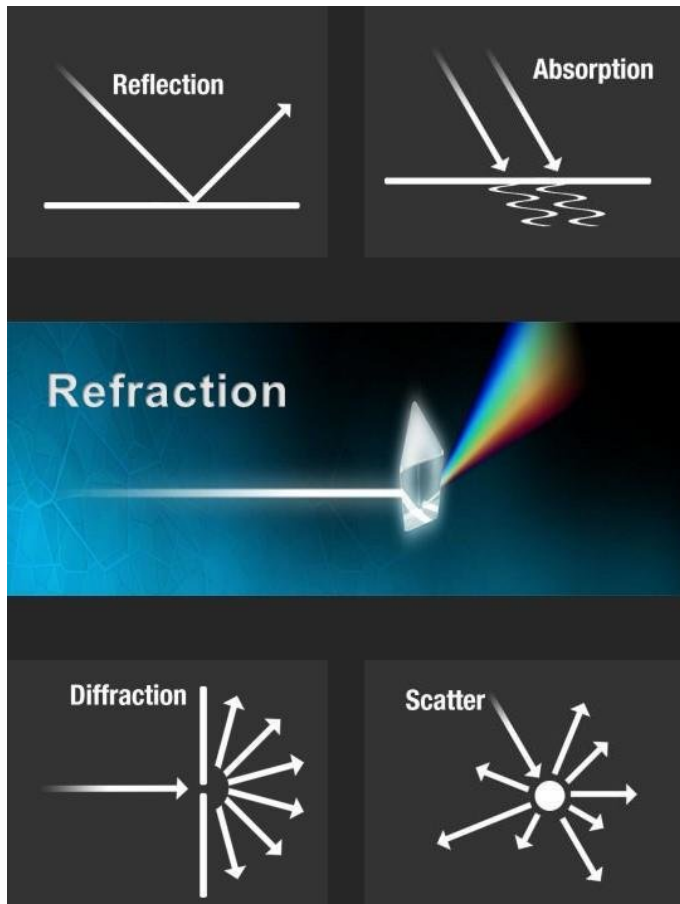 Reflection
Absorption
Refraction
Diffraction
Scatter